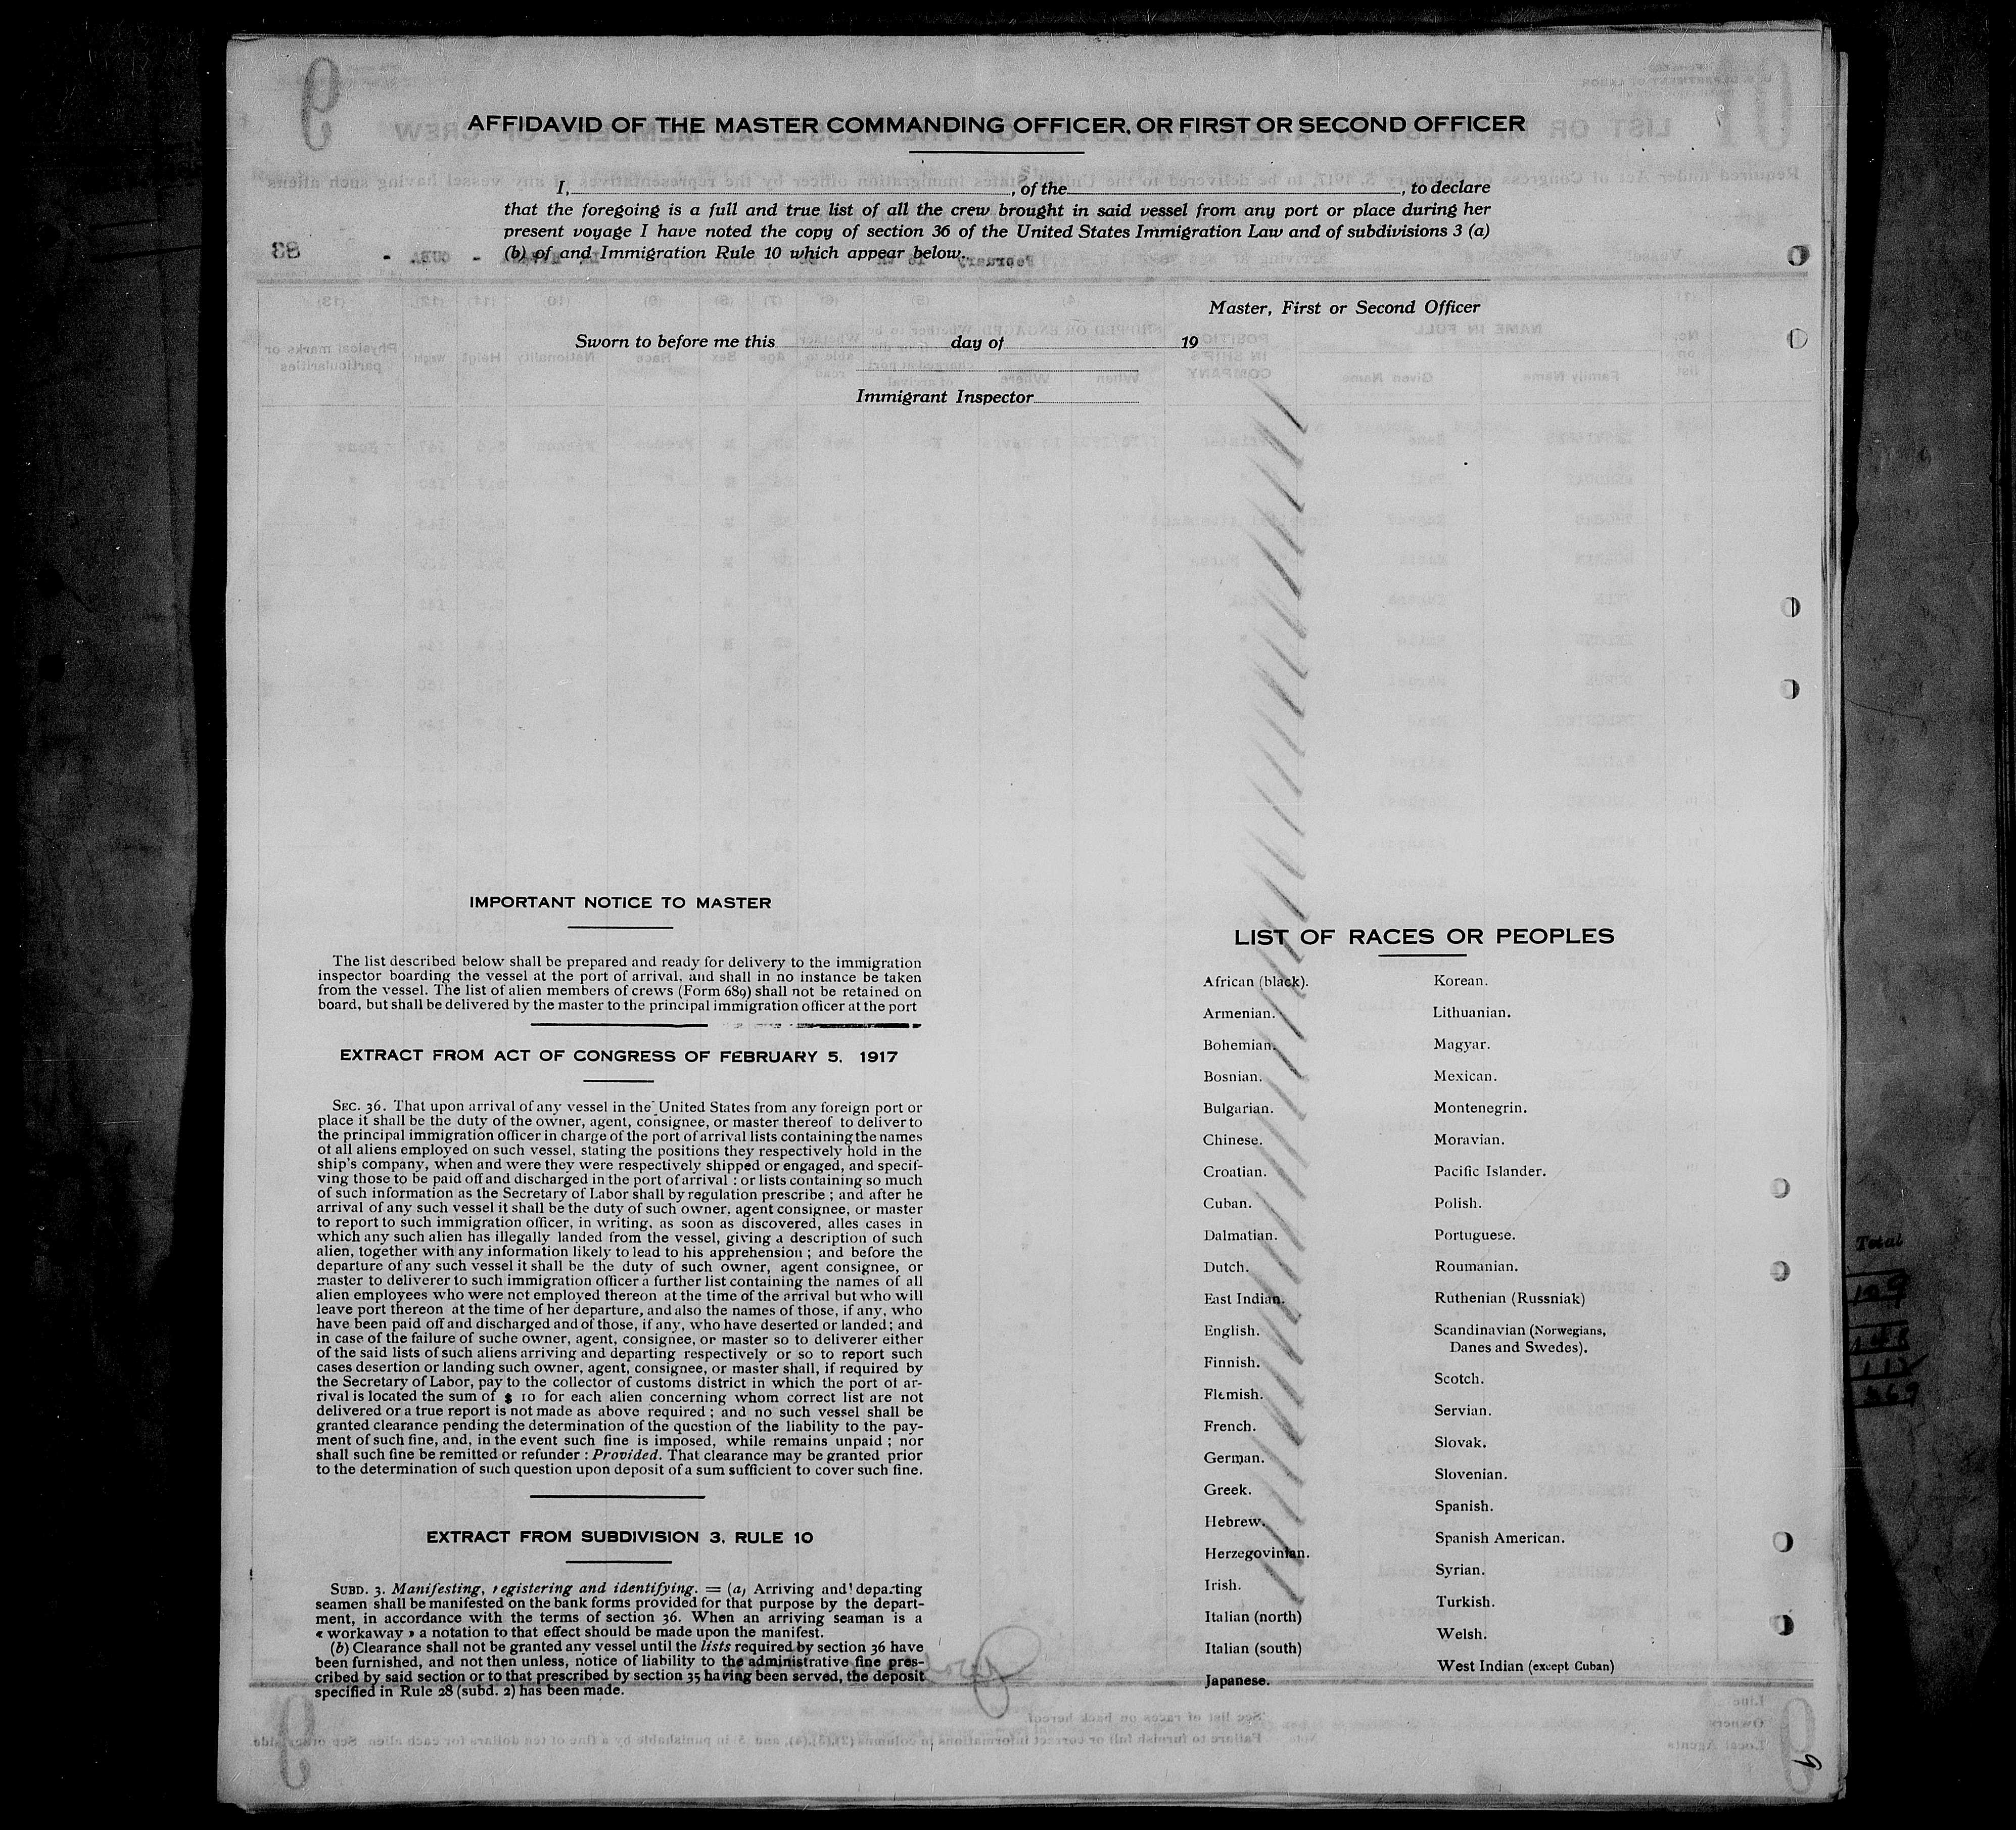 AFFIDAVID OF THE MASTER COMMANDING OFFICER, OR FIRST OR SECOND OFFICER
I, , of the , to declare
that the foregoing is a full and true list of all the crew brought in said vessel from any port or place during her
present voyage I have noted the copy of section 36 of the United States Immigration Law and of subdivisions 3 (a)
(b) of and Immigration Rule 10 which appear below.
Master, First or Second Officer
Sworn to before me this day of 19
Immigrant Inspector
IMPORTANT NOTICE TO MASTER
The list described below shall be prepared and ready for delivery to the immigration
inspector boarding the vessel at the port of arrival, and shall in no instance be taken
from the vessel. The list of alien members of crews (Form 689) shall not be retained on
board, but shall be delivered by the master to the principal immigration officer at the port
EXTRACT FROM ACT OF CONGRESS OF FEBRUARY 5, 1917
SEC. 36. That upon arrival of any vessel in the United States from any foreign port or
place it shall be the duty of the owner, agent, consignee, or master thereof to deliver to
the principal immigration officer in charge of the port of arrival lists containing the names
of all aliens employed on such vessel, stating the positions they respectively hold in the
ship's company, when and were they were respectively shipped or engaged, and specif-
ving those to be paid off and discharged in the port of arrival : or lists containing so much
of such information as the Secretary of Labor shall by regulation prescribe ; and after he
arrival of any such vessel it shall be the duty of such owner, agent consignee, or master
to report to such immigration officer, in writing, as soon as discovered, alles cases in
which any such alien has illegally landed from the vessel, giving a description of such
alien, together with any information likely to lead to his apprehension ; and before the
departure of any such vessel it shall be the duty of such owner, agent consignee, or
master to deliverer to such immigration officer a further list containing the names of all
alien employees who were not employed thereon at the time of the arrival but who will
leave port thereon at the time of her departure, and also the names of those, if any, who
have been paid off and discharged and of those, if any, who have deserted or landed ; and
in case of the failure of suche owner, agent, consignee, or master so to deliverer either
of the said lists of such aliens arriving and departing respectively or so to report such
cases desertion or landing such owner, agent, consignee, or master shall, if required by
the Secretary of Labor, pay to the collector of customs district in which the port of ar-
rival is located the sum of $ 10 for each alien concerning whom correct list are not
delivered or a true report is not made as above required ; and no such vessel shall be
granted clearance pending the determination of the question of the liability to the pay-
ment of such fine, and, in the event such fine is imposed, while remains unpaid ; nor
shall such fine be remitted or refunder : Provided. That clearance may be granted prior
to the determination of such question upon deposit of a sum sufficient to cover such fine.
EXTRACT FROM SUBDIVISION 3, RULE 10
SUBD. 3. Manifesting, registering and identifying. = (a) Arriving and departing
seamen shall be manifested on the bank forms provided for that purpose by the depart-
ment, in accordance with the terms of section 36. When an arriving seaman is a
« workaway » a notation to that effect should be made upon the manifest.
(b) Clearance shall not be granted any vessel until the lists required by section 36 have
been furnished, and not then unless, notice of liability to the administrative fine pres-
cribed by said section or to that prescribed by section 35 having been served, the deposit
specified in Rule 28 (subd. 2) has been made.
LIST OF RACES OR PEOPLES
African (black).
Armenian.
Bohemian.
Bosnian.
Bulgarian.
Chinese.
Croatian.
Cuban.
Dalmatian.
Dutch.
East Indian.
English.
Finnish.
Flemish.
French.
German.
Greek.
Hebrew.
Herzegovinian.
Irish.
Italian (north)
Italian (south)
Japanese.
Korean.
Lithuanian.
Magyar.
Mexican.
Montenegrin.
Moravian.
Pacific Islander.
Polish.
Portuguese.
Roumanian.
Ruthenian (Russniak)
Scandinavian (Norwegians,
Danes and Swedes).
Scotch.
Servian.
Slovak.
Slovenian.
Spanish.
Spanish American.
Syrian.
Turkish.
Welsh.
West Indian (except Cuban)
Total
9